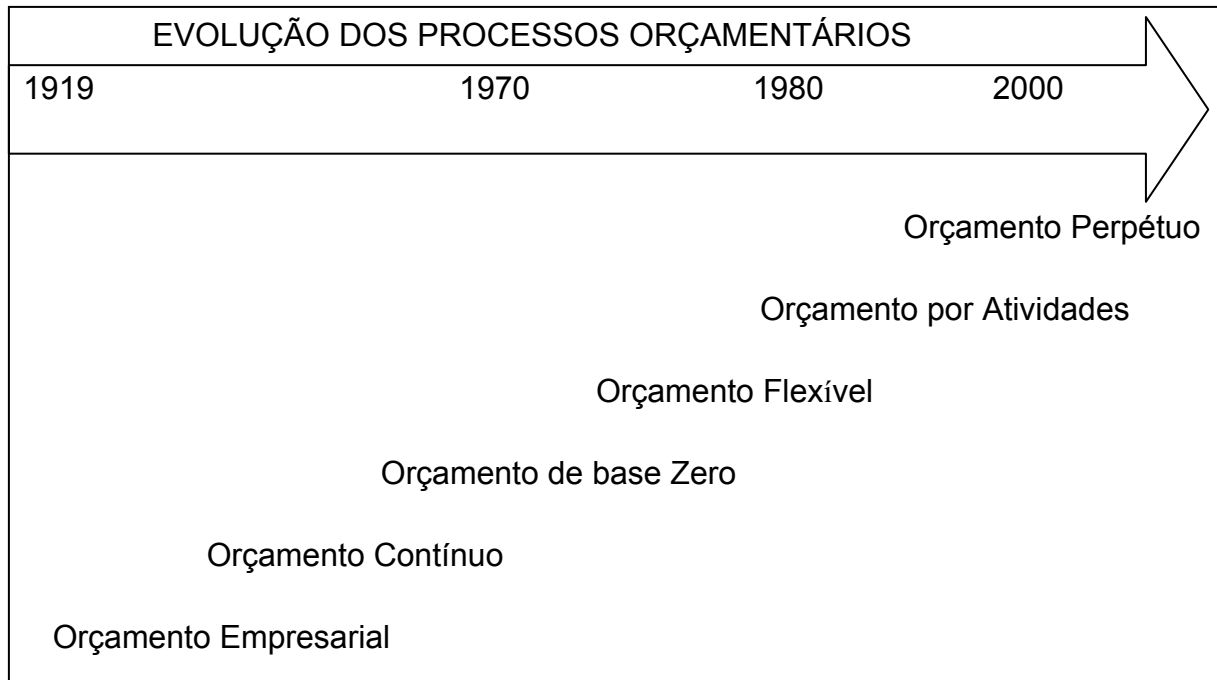 EVOLUÇÃO DOS PROCESSOS ORÇAMENTÁRIOS
1919 1970 1980 2000
Orçamento Perpétuo
Orçamento por Atividades
Orçamento Flexível
Orçamento de base Zero
Orçamento Contínuo
Orçamento Empresarial